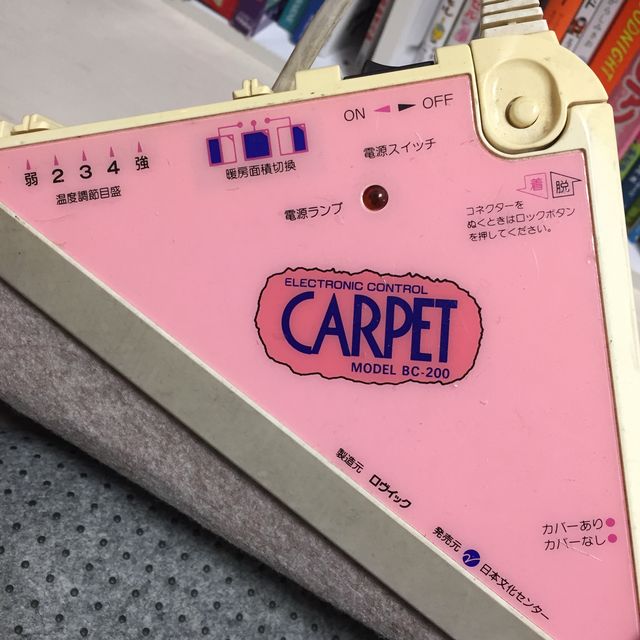 弱 2 3 4 強
温度調節目盛
暖房面積切換
ON OFF
電源スイッチ
電源ランプ
着 脱
コネクターを
ぬくときはロックボタン
を押してください。
ELECTRONIC CONTROL
CARPET
MODEL BC-200
製造元 ロヴィック
発売元 日本文化センター
カバーあり
カバーなし
NIGHT